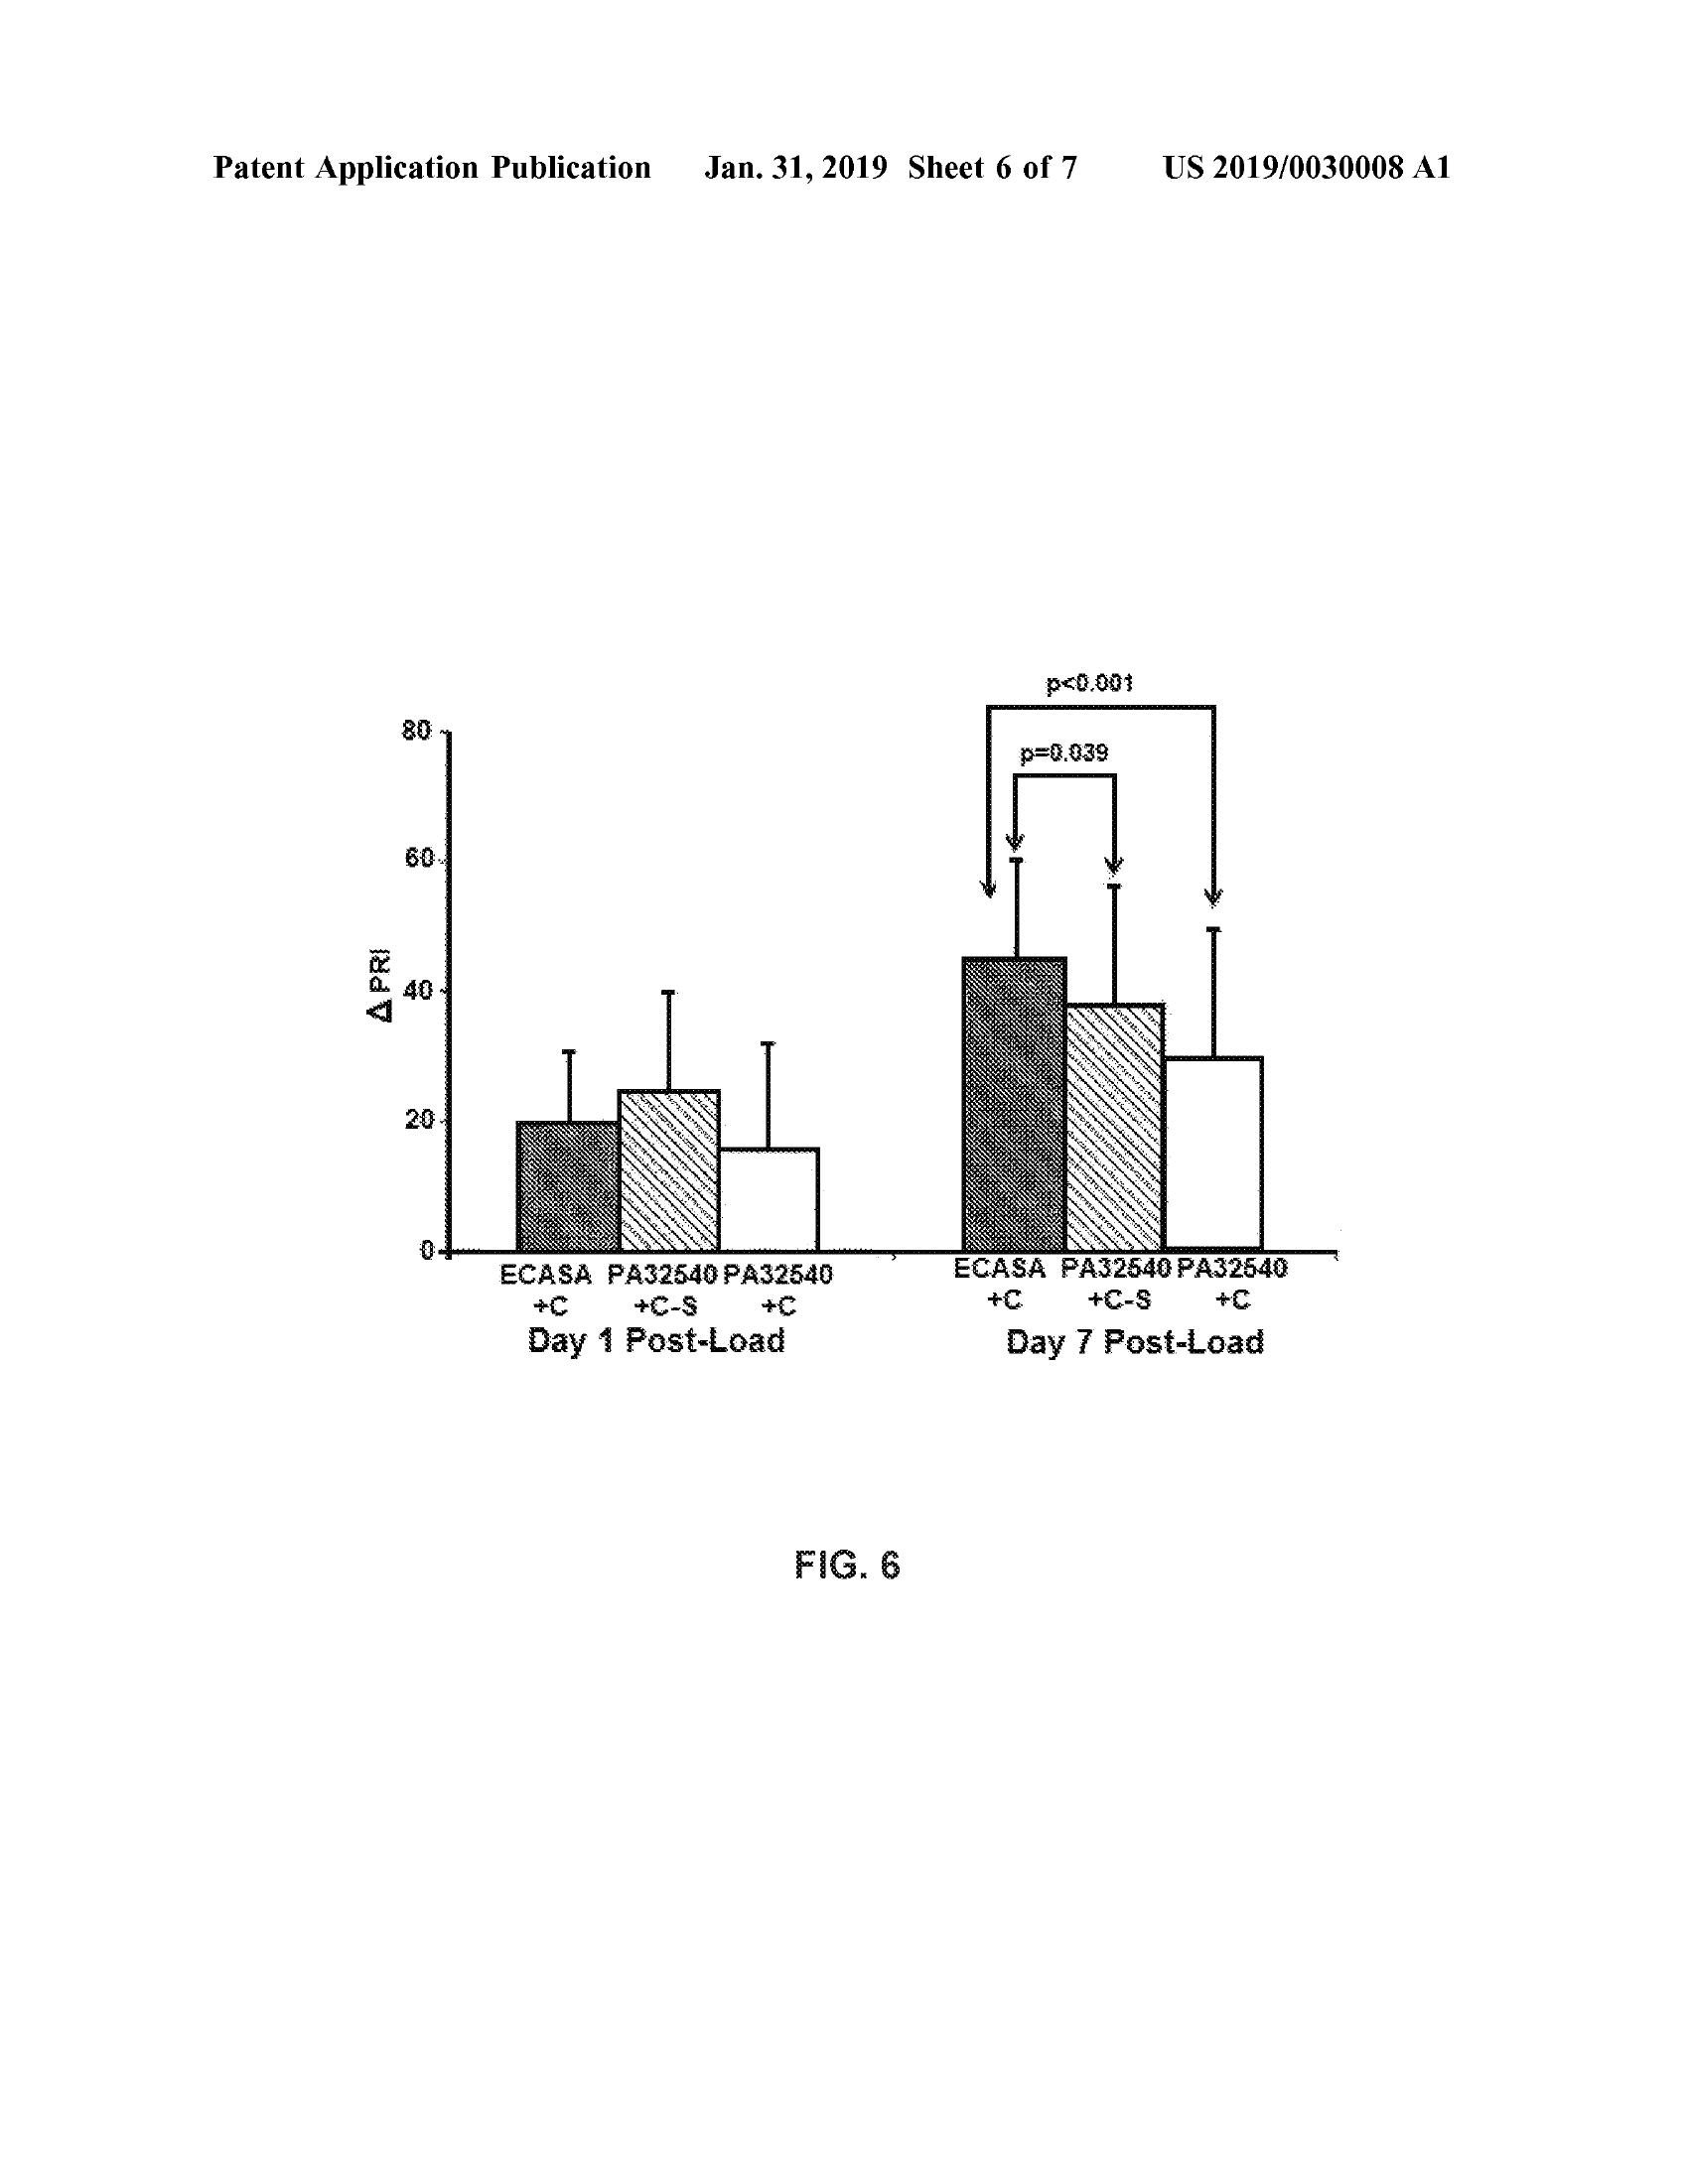 Patent Application Publication Jan. 31, 2019 Sheet 6 of 7 US 2019/0030008 A1
p<0.001
80
p=0.039
60
Δ PRI
40
20
0
ECASA PA32540 PA32540 ECASA PA32540 PA32540
+C +C-S +C +C +C-S +C
Day 1 Post-Load Day 7 Post-Load
FIG. 6